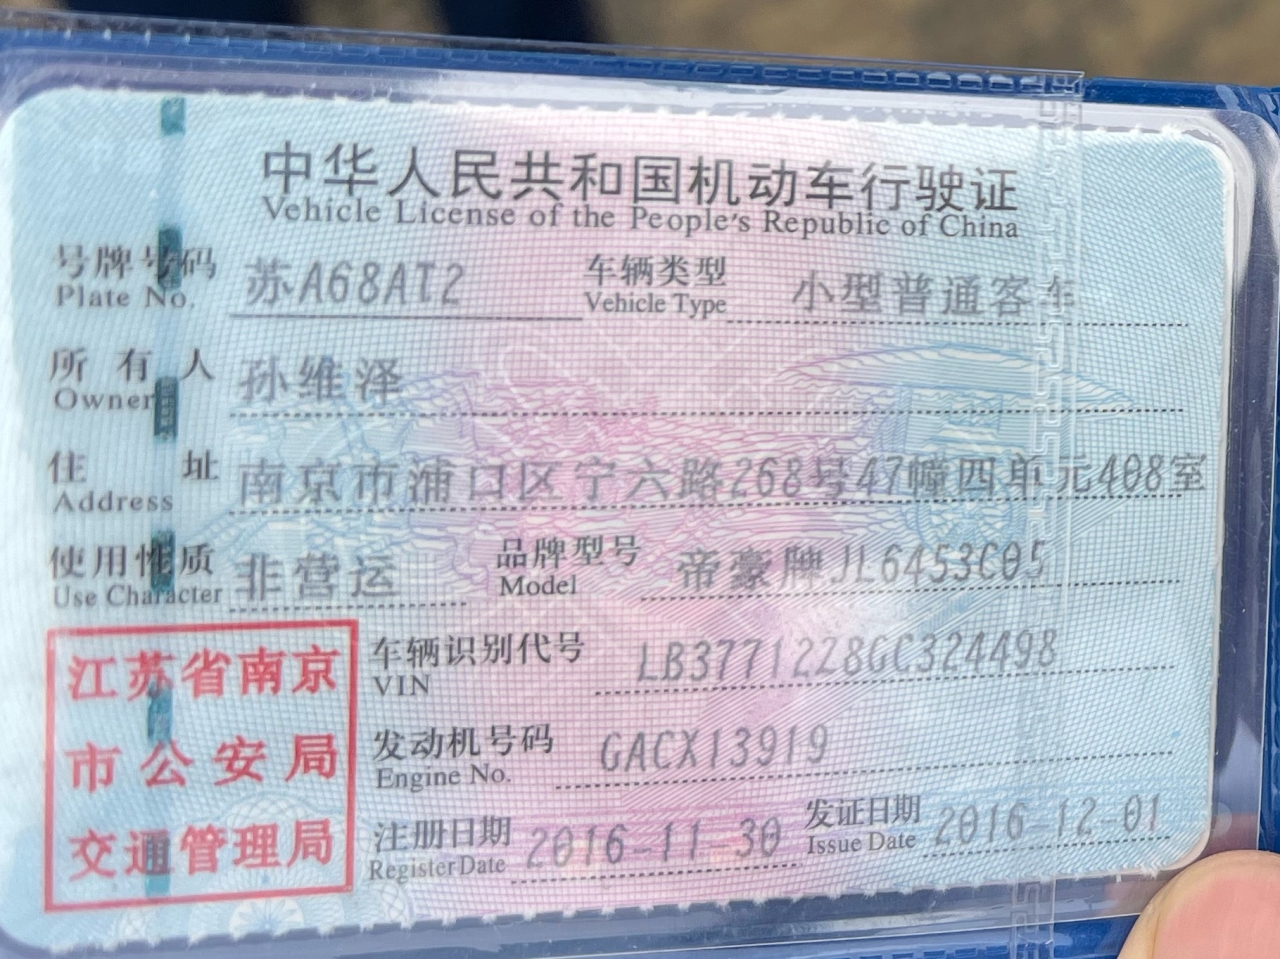 中华人民共和国机动车行驶证
Vehicle License of the People's Republic of China
号牌号码 苏A68AT2 车辆类型 小型普通客车
Plate No. Vehicle Type
所有人 孙维泽
Owner
住址 南京市浦口区宁六路268号47幢四单元408室
Address
使用性质 非营运 品牌型号 帝豪牌JL6453C05
Use Character Model
江苏省南京
市公安局
交通管理局
车辆识别代号 LB37712Z8GC324498
VIN
发动机号码 GACX13919
Engine No.
注册日期 2016-11-30 发证日期 2016-12-01
Register Date Issue Date